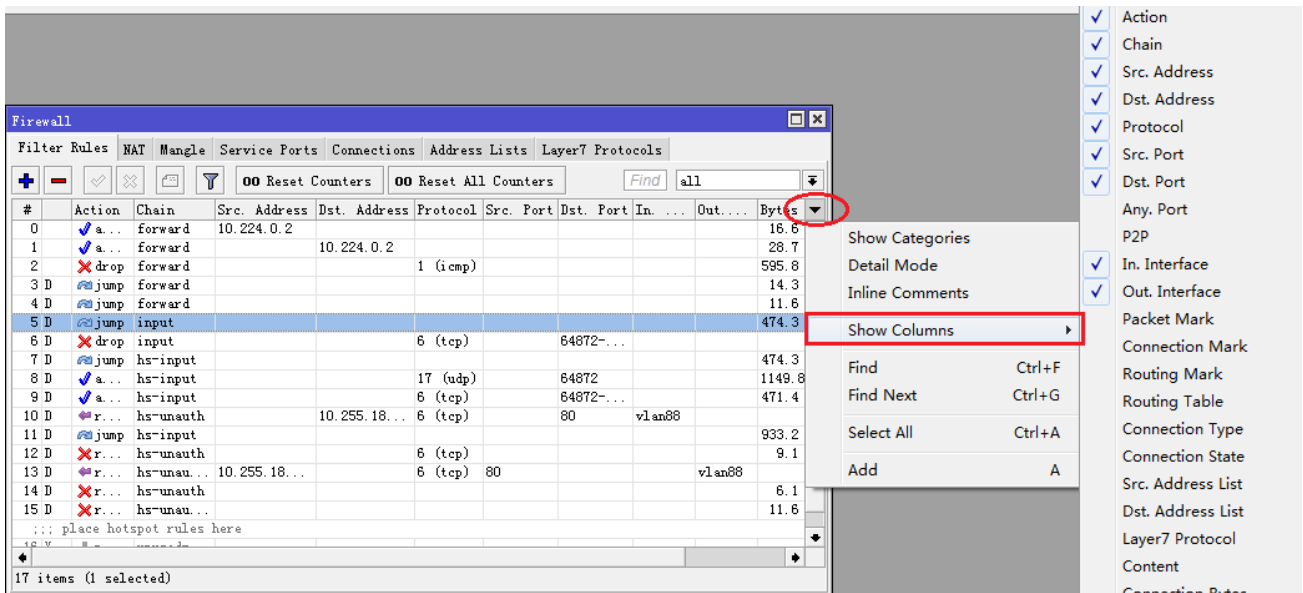 Firewall
Filter Rules NAT Mangle Service Ports Connections Address Lists Layer7 Protocols
00 Reset Counters 00 Reset All Counters Find all
# Action Chain Src. Address Dst. Address Protocol Src. Port Dst. Port In. ... Out.... Bytes
0 a... forward 10.224.0.2 16.6
1 a... forward 10.224.0.2 28.7
2 drop forward 1 (icmp) 595.8
3 D jump forward 14.3
4 D jump forward 11.6
5 D jump input 474.3
6 D drop input 6 (tcp) 64872-...
7 D jump hs-input 474.3
8 D a... hs-input 17 (udp) 64872 1149.8
9 D a... hs-input 6 (tcp) 64872-... 471.4
10 D r... hs-unauth 10.255.18... 6 (tcp) 80 vlan88
11 D jump hs-input 933.2
12 D r... hs-unauth 6 (tcp) 9.1
13 D r... hs-unau... 10.255.18... 6 (tcp) 80 vlan88
14 D r... hs-unauth 6.1
15 D r... hs-unau... 11.6
;;; place hotspot rules here
17 items (1 selected)
Show Categories
Detail Mode
Inline Comments
Show Columns
Find Ctrl+F
Find Next Ctrl+G
Select All Ctrl+A
Add A
Action
Chain
Src. Address
Dst. Address
Protocol
Src. Port
Dst. Port
Any. Port
P2P
In. Interface
Out. Interface
Packet Mark
Connection Mark
Routing Mark
Routing Table
Connection Type
Connection State
Src. Address List
Dst. Address List
Layer7 Protocol
Content
Connection Bytes